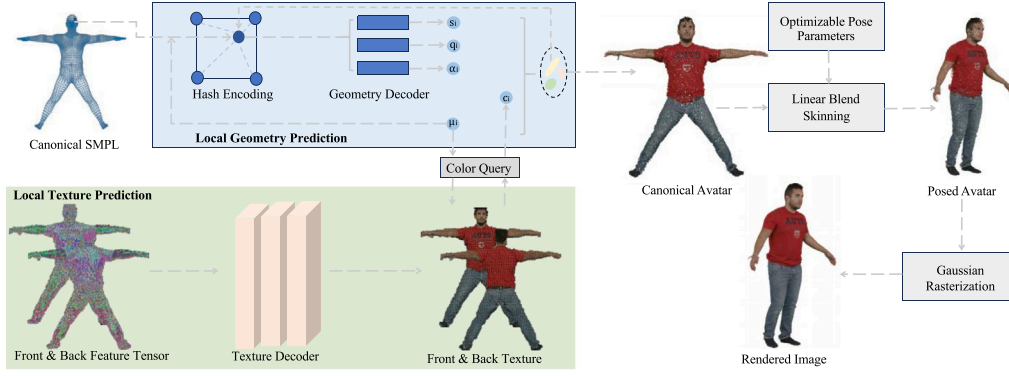 Canonical SMPL
Hash Encoding
Geometry Decoder
sᵢ
qᵢ
αᵢ
cᵢ
μᵢ
Local Geometry Prediction
Color Query
Local Texture Prediction
Front & Back Feature Tensor
Texture Decoder
Front & Back Texture
Canonical Avatar
Optimizable Pose
Parameters
Linear Blend
Skinning
Posed Avatar
Gaussian
Rasterization
Rendered Image